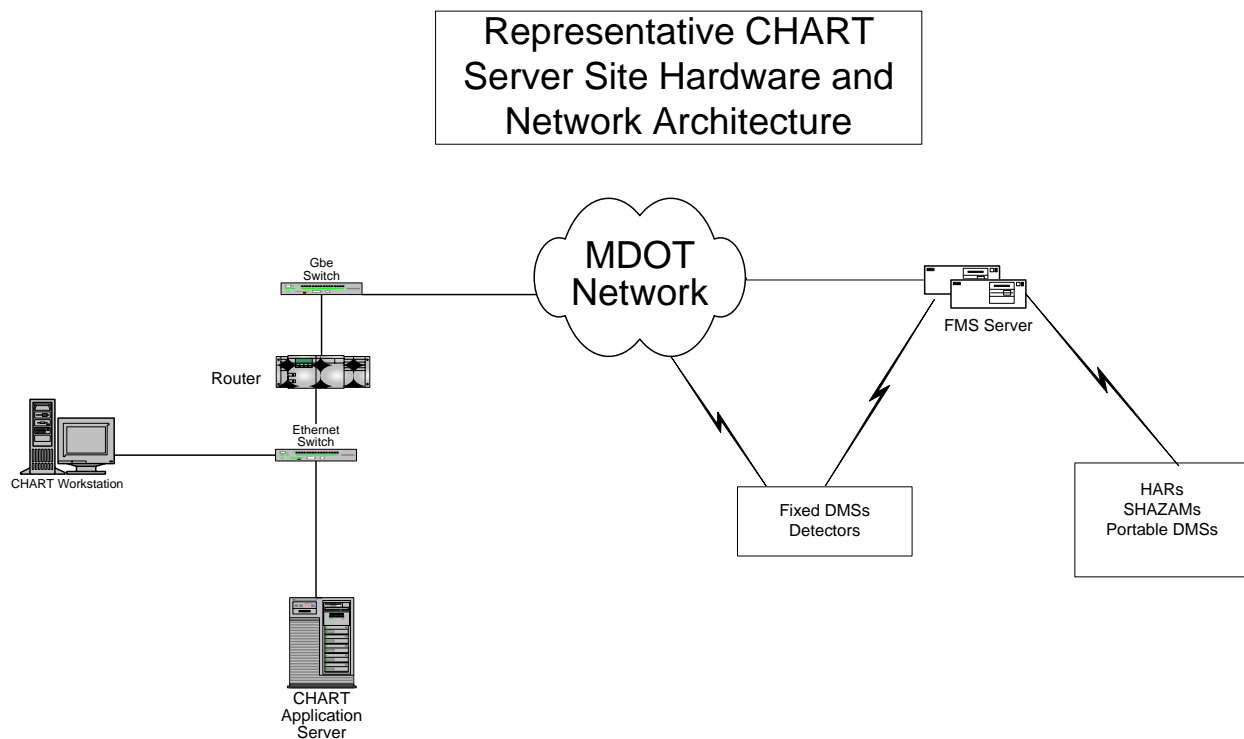 Representative CHART
Server Site Hardware and
Network Architecture
Gbe
Switch
MDOT
Network
FMS Server
Router
Ethernet
Switch
CHART Workstation
Fixed DMSs
Detectors
HARs
SHAZAMs
Portable DMSs
CHART
Application
Server